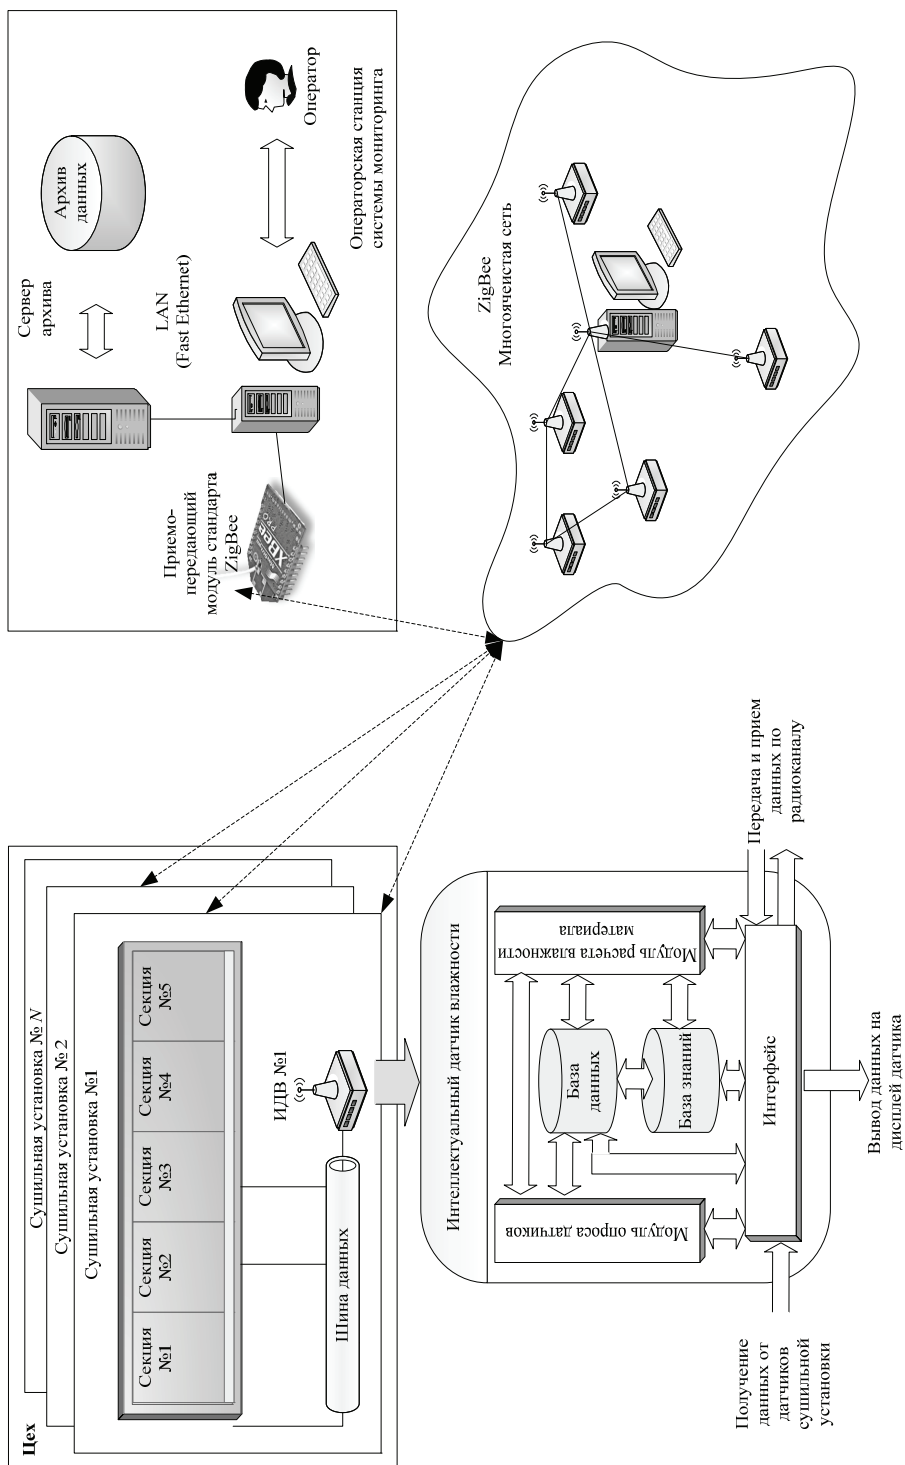 Цех
Сушильная установка № N
Сушильная установка № 2
Сушильная установка №1
Секция
№1
Секция
№2
Секция
№3
Секция
№4
Секция
№5
ИДВ №1
Шина данных
Сервер
архива
Архив
данных
LAN
(Fast Ethernet)
Оператор
Операторская станция
системы мониторинга
Приемо-
передающий
модуль стандарта
ZigBee
XBee
PRO
Интеллектуальный датчик влажности
Модуль опроса датчиков
База
данных
База знаний
Модуль расчета влажности
материала
Интерфейс
Получение
данных от
датчиков
сушильной
установки
Передача и прием
данных по
радиоканалу
Вывод данных на
дисплей датчика
ZigBee
Многоячеистая сеть